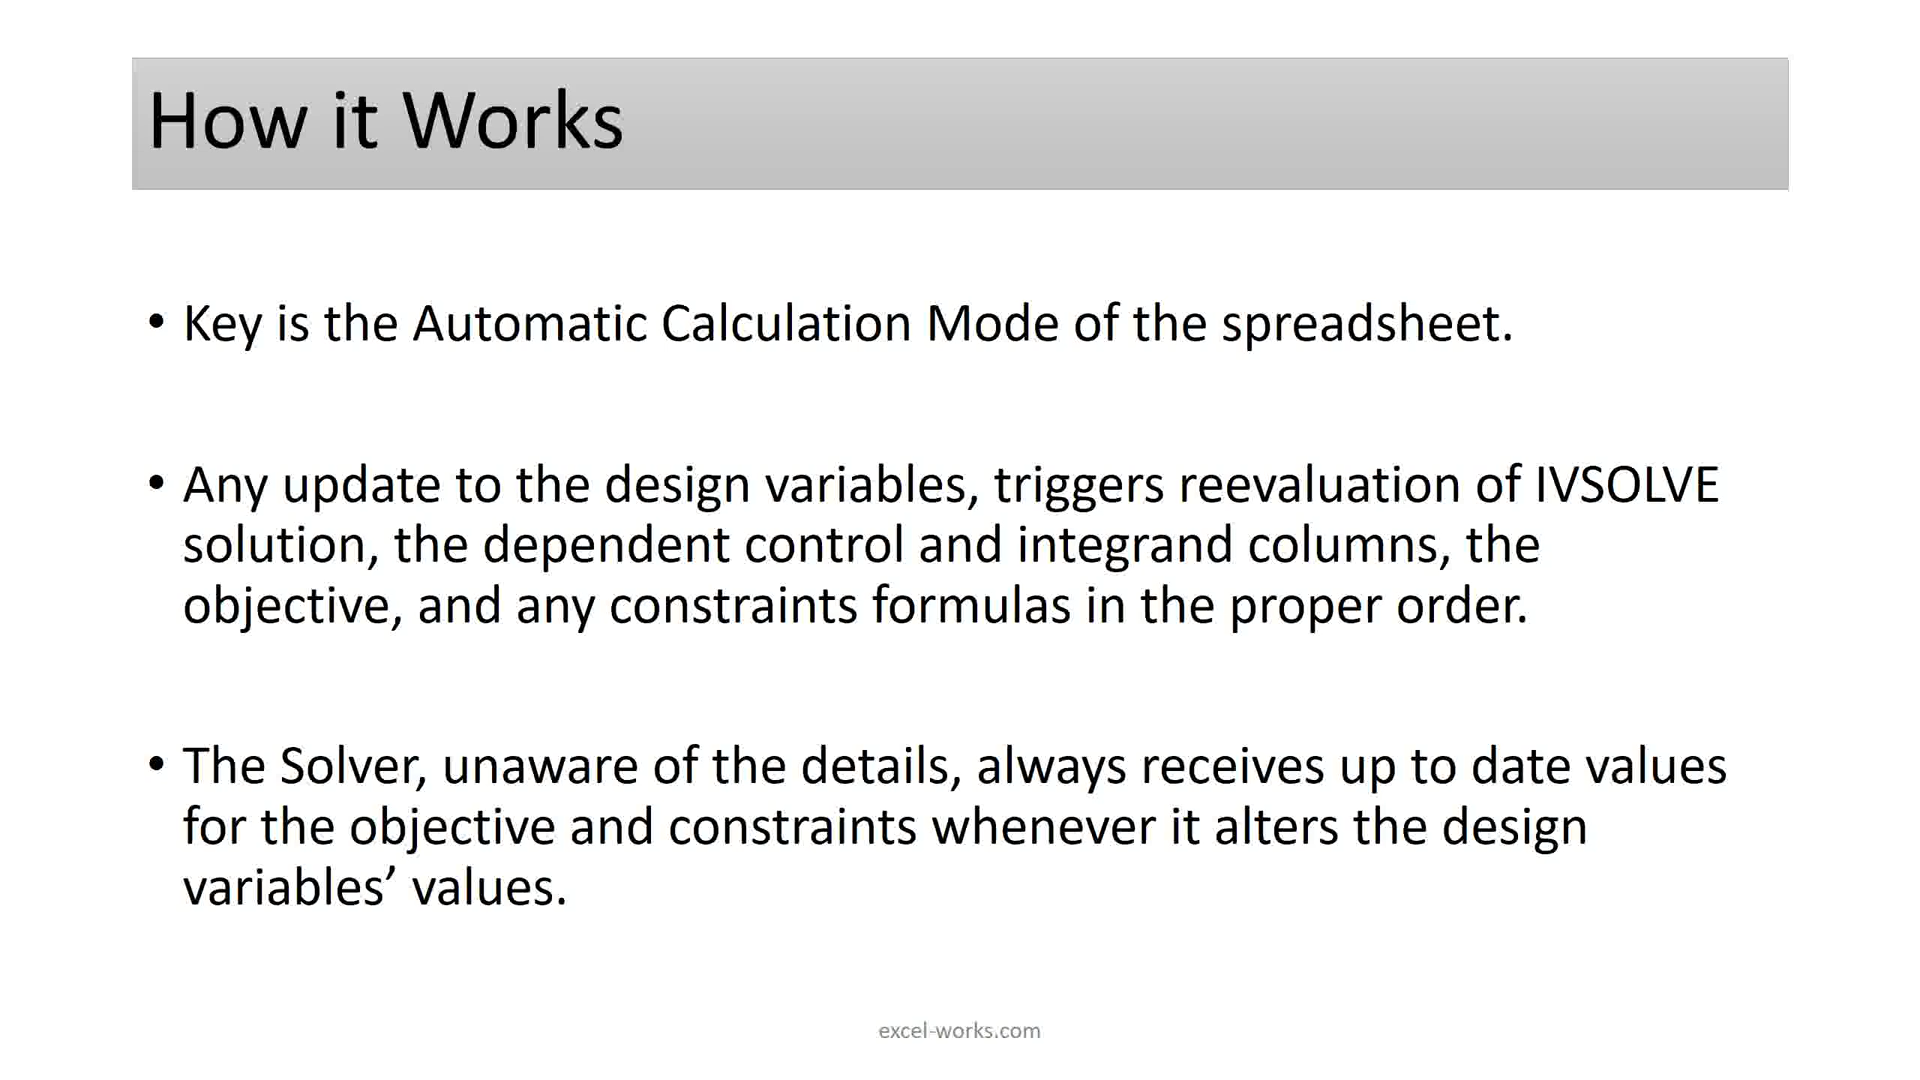 How it Works
• Key is the Automatic Calculation Mode of the spreadsheet.
• Any update to the design variables, triggers reevaluation of IVSOLVE
solution, the dependent control and integrand columns, the
objective, and any constraints formulas in the proper order.
• The Solver, unaware of the details, always receives up to date values
for the objective and constraints whenever it alters the design
variables’ values.
excel-works.com